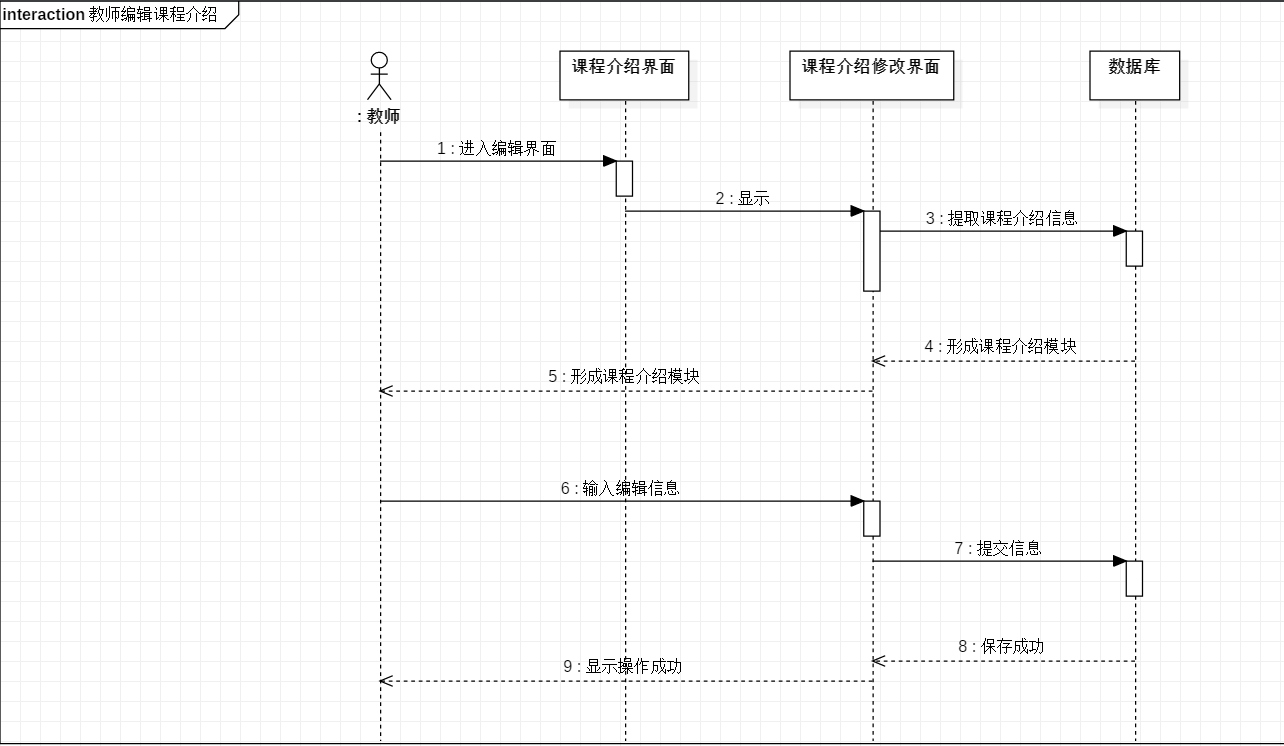 interaction 教师编辑课程介绍
课程介绍界面
课程介绍修改界面
数据库
: 教师
1 : 进入编辑界面
2 : 显示
3 : 提取课程介绍信息
4 : 形成课程介绍模块
5 : 形成课程介绍模块
6 : 输入编辑信息
7 : 提交信息
8 : 保存成功
9 : 显示操作成功